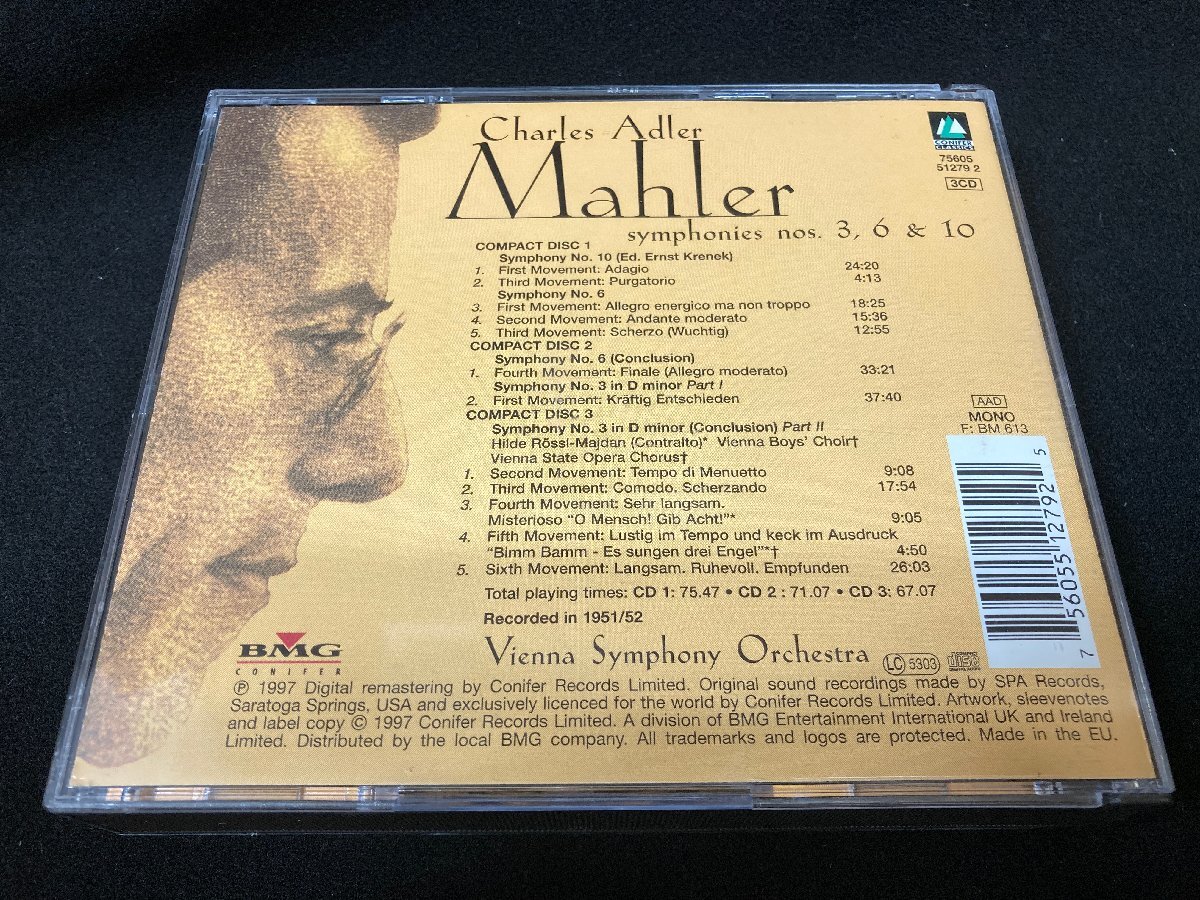 Charles Adler
Mahler
symphonies nos. 3, 6 & 10
CONIFER
CLASSICS
75605
51279 2
3CD
COMPACT DISC 1
Symphony No. 10 (Ed. Ernst Krenek)
1. First Movement: Adagio 24:20
2. Third Movement: Purgatorio 4:13
Symphony No. 6
3. First Movement: Allegro energico ma non troppo 18:25
4. Second Movement: Andante moderato 15:36
5. Third Movement: Scherzo (Wuchtig) 12:55
COMPACT DISC 2
Symphony No. 6 (Conclusion)
1. Fourth Movement: Finale (Allegro moderato) 33:21
Symphony No. 3 in D minor Part I
2. First Movement: Kräftig Entschieden 37:40
COMPACT DISC 3
Symphony No. 3 in D minor (Conclusion) Part II
Hilde Rössl-Majdan (Contralto)* Vienna Boys' Choir†
Vienna State Opera Chorus†
1. Second Movement: Tempo di Menuetto 9:08
2. Third Movement: Comodo. Scherzando 17:54
3. Fourth Movement: Sehr langsam.
Misterioso "O Mensch! Gib Acht!"* 9:05
4. Fifth Movement: Lustig im Tempo und keck im Ausdruck
"Bimm Bamm - Es sungen drei Engel"*† 4:50
5. Sixth Movement: Langsam. Ruhevoll. Empfunden 26:03
Total playing times: CD 1: 75.47 • CD 2 : 71.07 • CD 3: 67.07
Recorded in 1951/52
AAD
MONO
F: BM 613
7 56055 12792 5
Vienna Symphony Orchestra
LC 5303
BMG
CONIFER
℗ 1997 Digital remastering by Conifer Records Limited. Original sound recordings made by SPA Records,
Saratoga Springs, USA and exclusively licenced for the world by Conifer Records Limited. Artwork, sleevenotes
and label copy © 1997 Conifer Records Limited. A division of BMG Entertainment International UK and Ireland
Limited. Distributed by the local BMG company. All trademarks and logos are protected. Made in the EU.